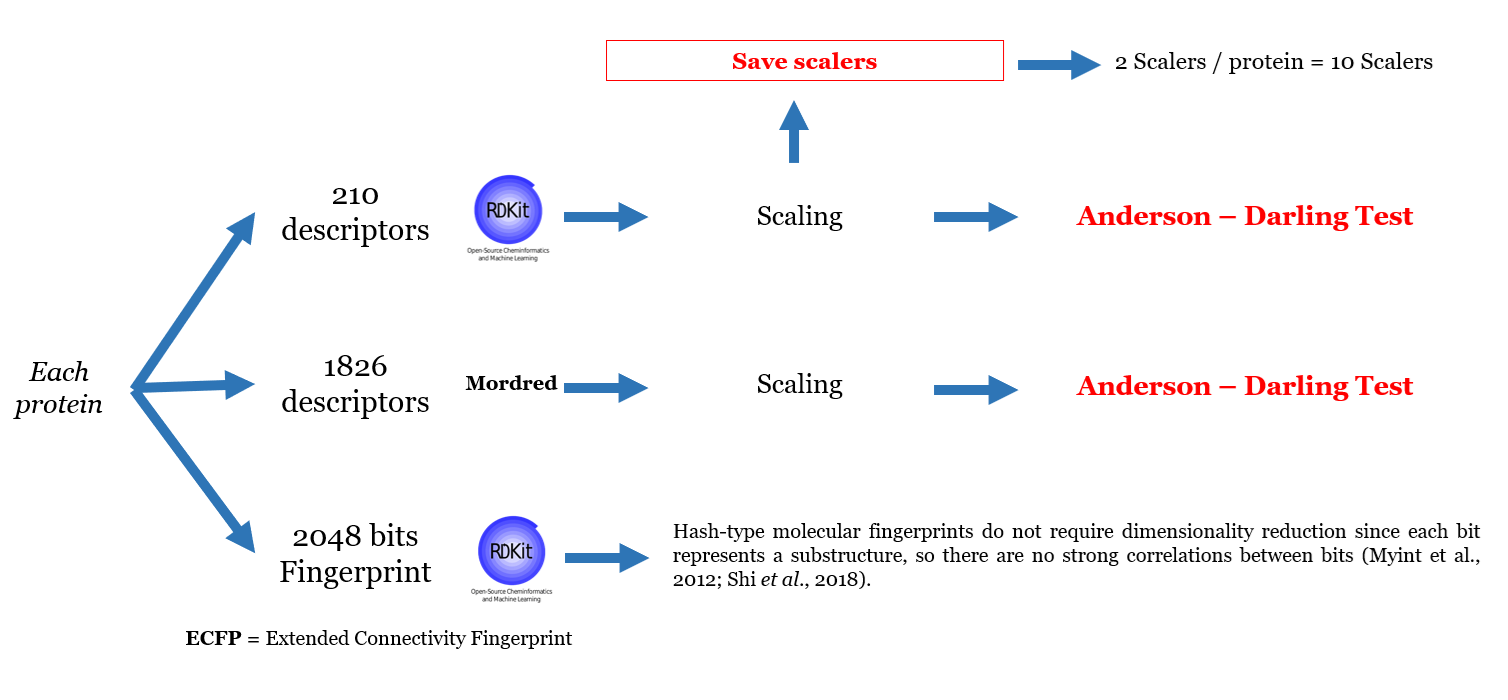 Save scalers
2 Scalers / protein = 10 Scalers
210
descriptors
RDKit
Open-Source Cheminformatics
and Machine Learning
Scaling
Anderson – Darling Test
Each
protein
1826
descriptors
Mordred
Scaling
Anderson – Darling Test
2048 bits
Fingerprint
RDKit
Open-Source Cheminformatics
and Machine Learning
Hash-type molecular fingerprints do not require dimensionality reduction since each bit
represents a substructure, so there are no strong correlations between bits (Myint et al.,
2012; Shi et al., 2018).
ECFP = Extended Connectivity Fingerprint